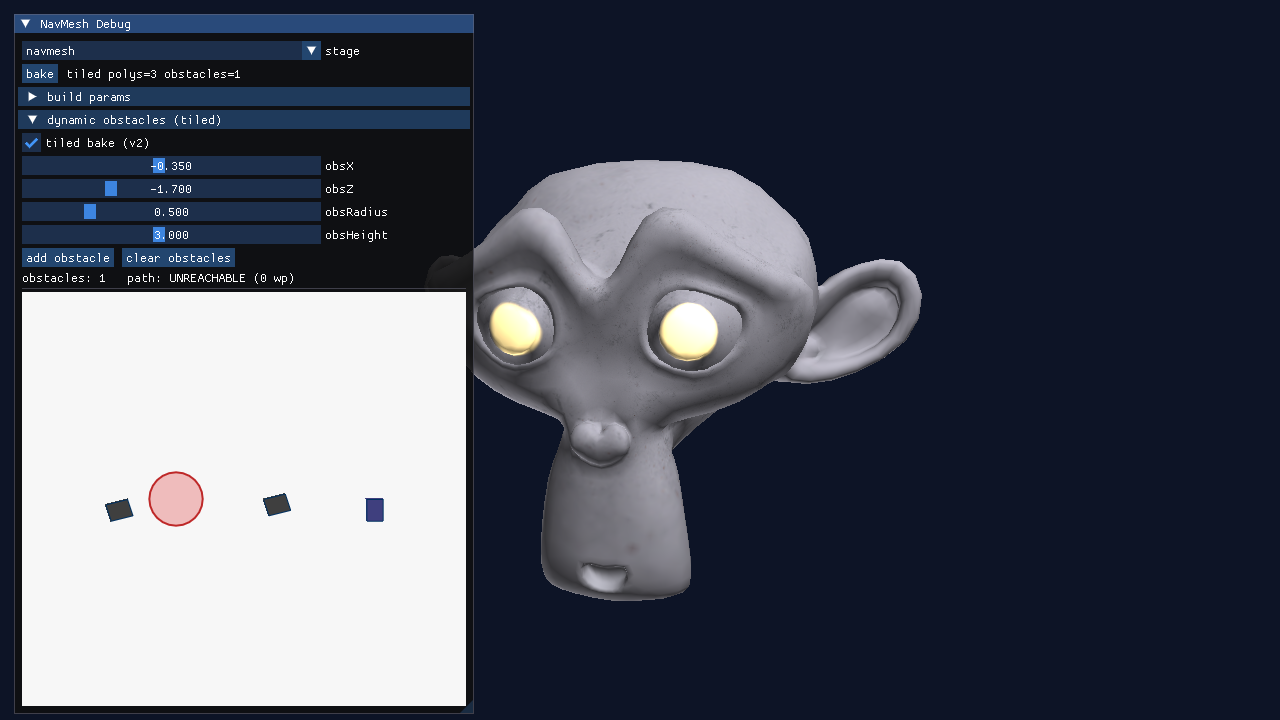 NavMesh Debug
navmesh stage
bake tiled polys=3 obstacles=1
build params
dynamic obstacles (tiled)
tiled bake (v2)
-0.350 obsX
-1.700 obsZ
0.500 obsRadius
3.000 obsHeight
add obstacle clear obstacles
obstacles: 1 path: UNREACHABLE (0 wp)